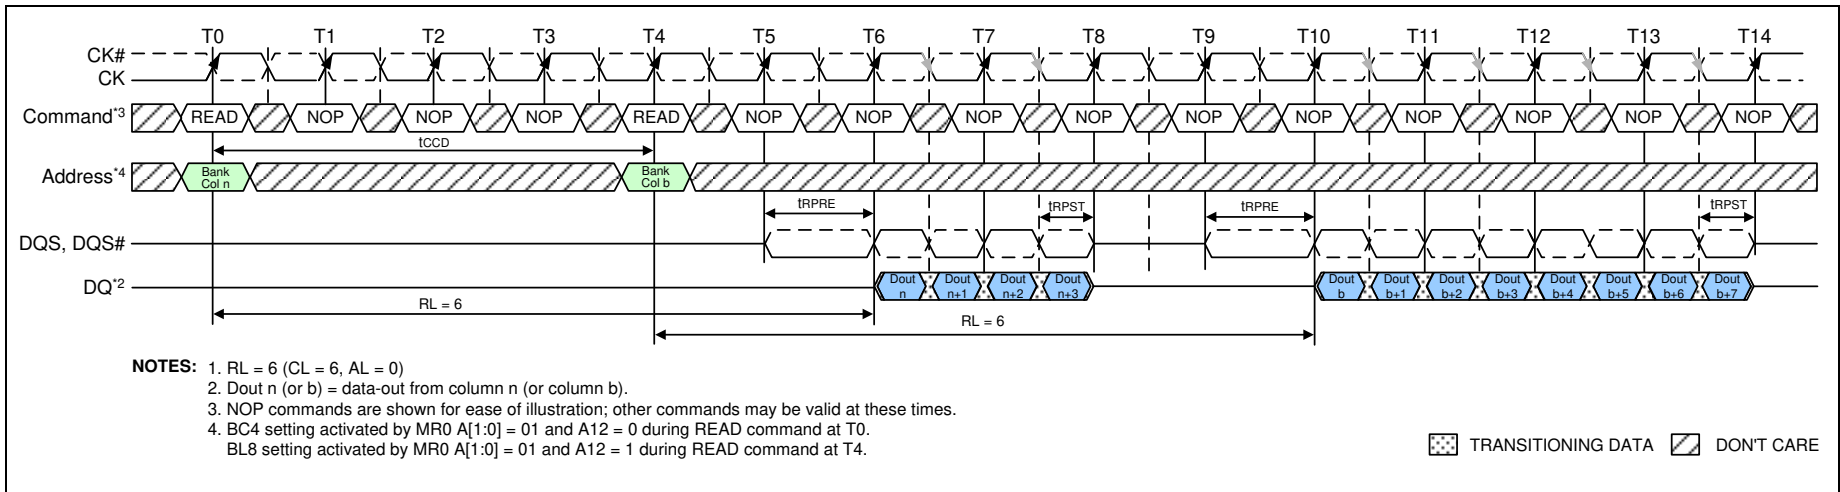 T0 T1 T2 T3 T4 T5 T6 T7 T8 T9 T10 T11 T12 T13 T14
CK#
CK
Command*3 READ NOP NOP NOP READ NOP NOP NOP NOP NOP NOP NOP NOP NOP NOP
tCCD
Address*4 Bank Col n Bank Col b
tRPRE tRPST tRPRE tRPST
DQS, DQS#
DQ*2 Dout n Dout n+1 Dout n+2 Dout n+3 Dout b Dout b+1 Dout b+2 Dout b+3 Dout b+4 Dout b+5 Dout b+6 Dout b+7
RL = 6
RL = 6
NOTES: 1. RL = 6 (CL = 6, AL = 0)
2. Dout n (or b) = data-out from column n (or column b).
3. NOP commands are shown for ease of illustration; other commands may be valid at these times.
4. BC4 setting activated by MR0 A[1:0] = 01 and A12 = 0 during READ command at T0.
BL8 setting activated by MR0 A[1:0] = 01 and A12 = 1 during READ command at T4.
TRANSITIONING DATA DON'T CARE